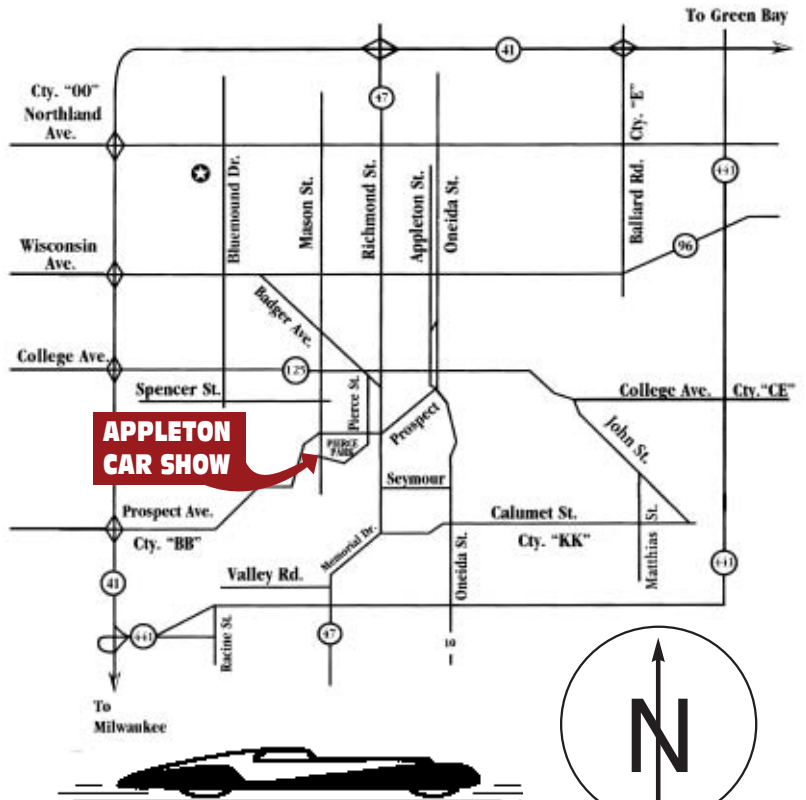 To Green Bay
41
Cty. "OO"
Northland
Ave.
47
Cty. "E"
Bluemound Dr.
Mason St.
Richmond St.
Appleton St.
Oneida St.
Ballard Rd.
441
Wisconsin
Ave.
96
Badger Ave.
College Ave.
125
Spencer St.
Pierce St.
College Ave.
Cty. "CE"
APPLETON
CAR SHOW
PIERCE
PARK
Prospect
John St.
Seymour
Prospect Ave.
Cty. "BB"
Calumet St.
Cty. "KK"
Matthias St.
Memorial Dr.
Valley Rd.
Oneida St.
441
41
441
Racine St.
47
10
To
Milwaukee
N